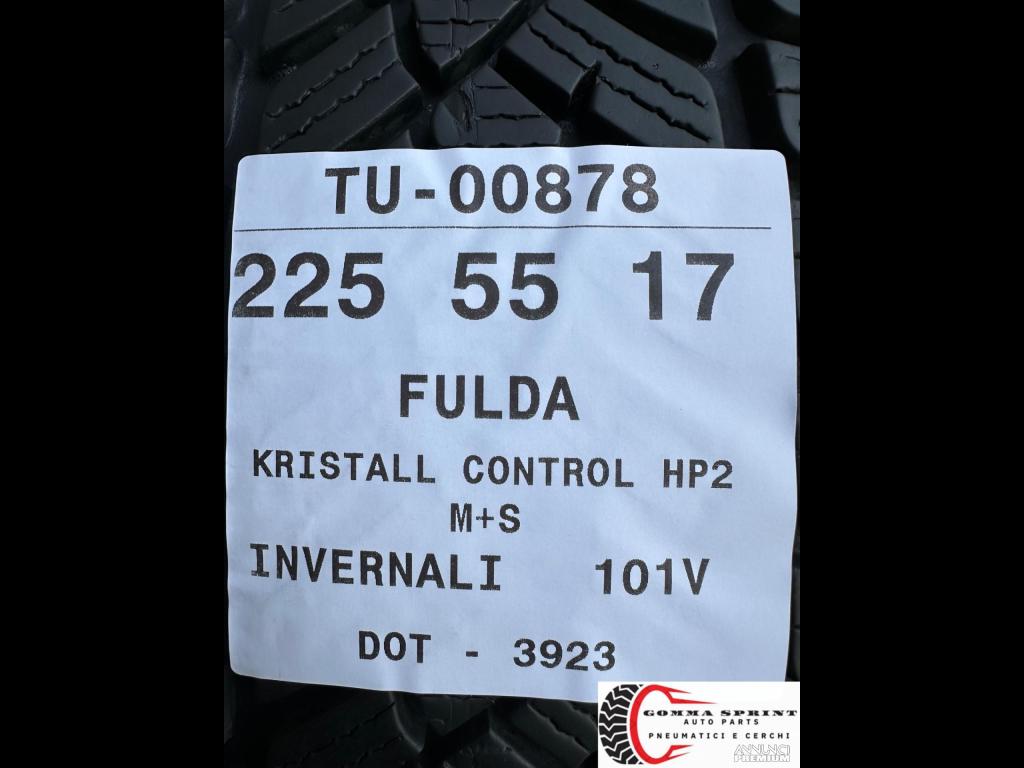 TU-00878
225 55 17
FULDA
KRISTALL CONTROL HP2
M+S
INVERNALI 101V
DOT - 3923
GOMMA SPRINT
AUTO PARTS
PNEUMATICI E CERCHI
ANNUNCI
PREMIUM